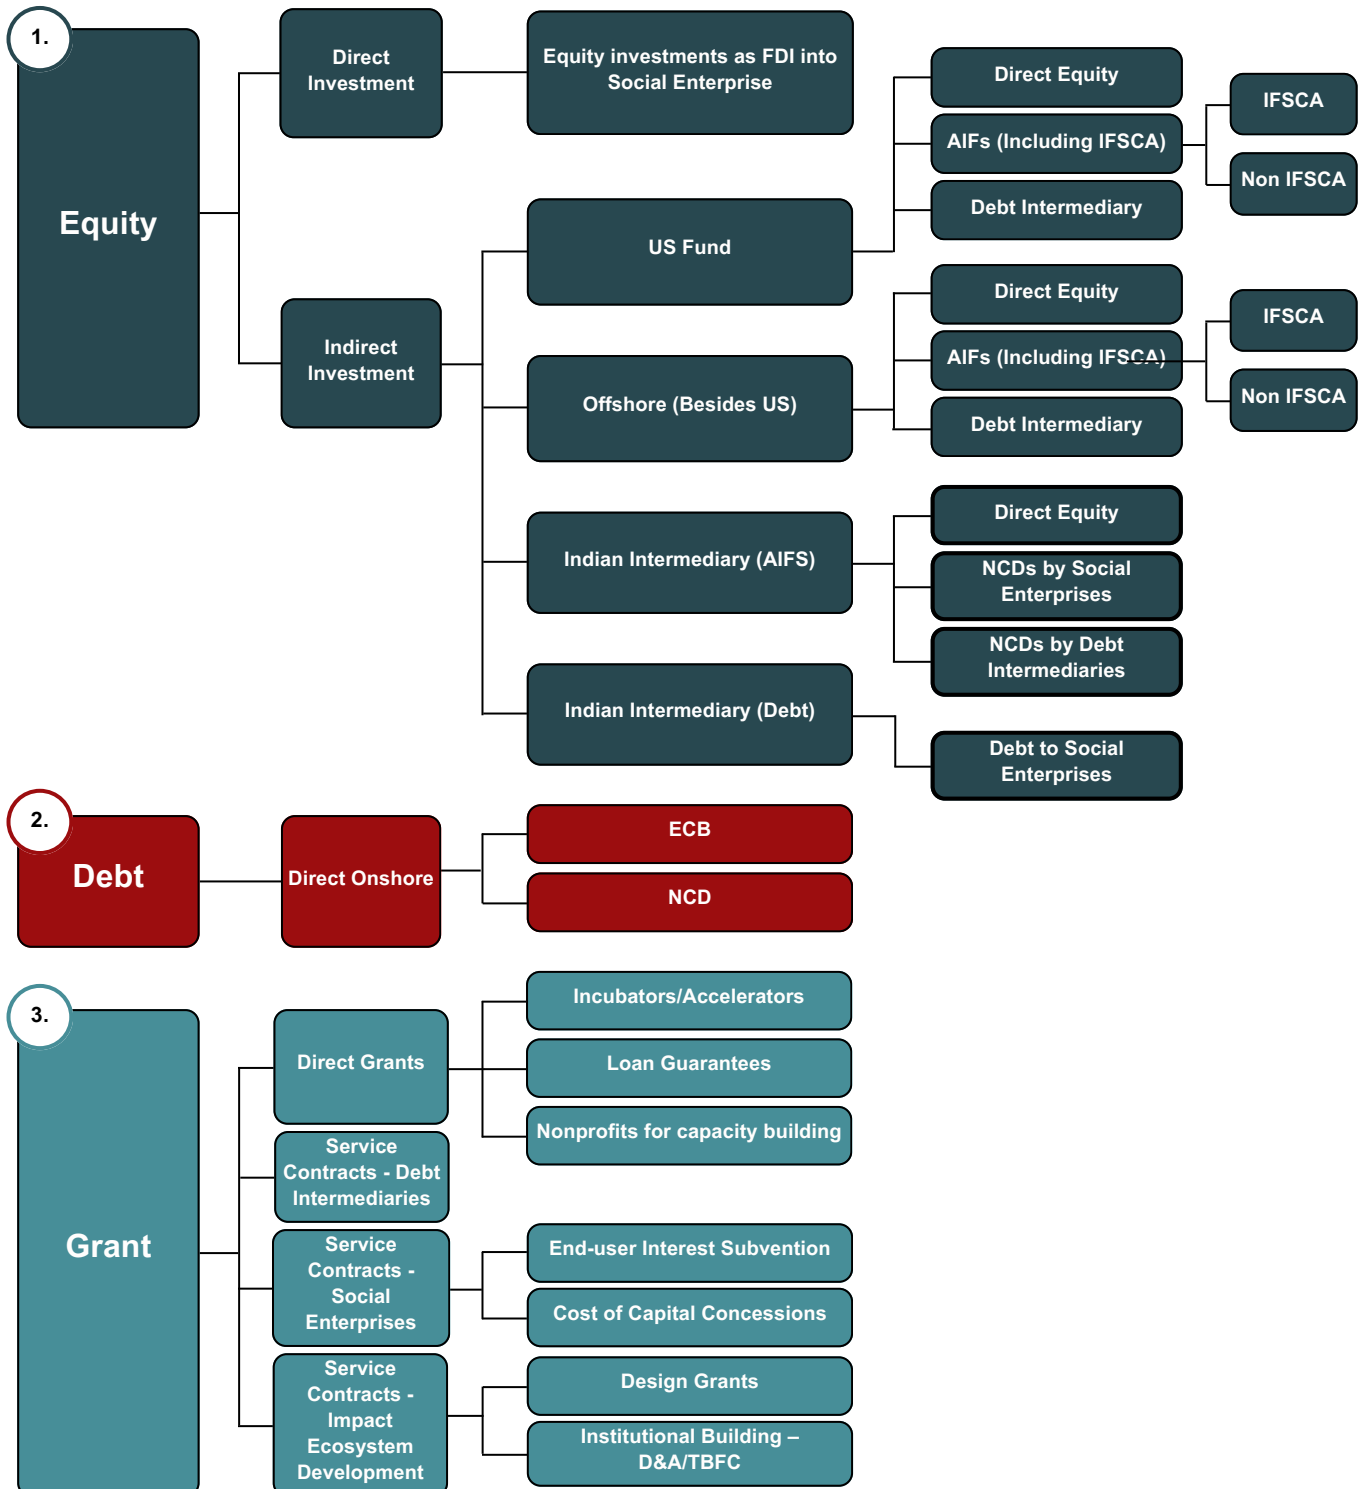 1.
Equity
Direct
Investment
Equity investments as FDI into
Social Enterprise
Indirect
Investment
US Fund
Direct Equity
AIFs (Including IFSCA)
IFSCA
Non IFSCA
Debt Intermediary
Offshore (Besides US)
Direct Equity
AIFs (Including IFSCA)
IFSCA
Non IFSCA
Debt Intermediary
Indian Intermediary (AIFS)
Direct Equity
NCDs by Social
Enterprises
NCDs by Debt
Intermediaries
Indian Intermediary (Debt)
Debt to Social
Enterprises
2.
Debt
Direct Onshore
ECB
NCD
3.
Grant
Direct Grants
Incubators/Accelerators
Loan Guarantees
Nonprofits for capacity building
Service
Contracts - Debt
Intermediaries
Service
Contracts -
Social
Enterprises
End-user Interest Subvention
Cost of Capital Concessions
Service
Contracts -
Impact
Ecosystem
Development
Design Grants
Institutional Building –
D&A/TBFC